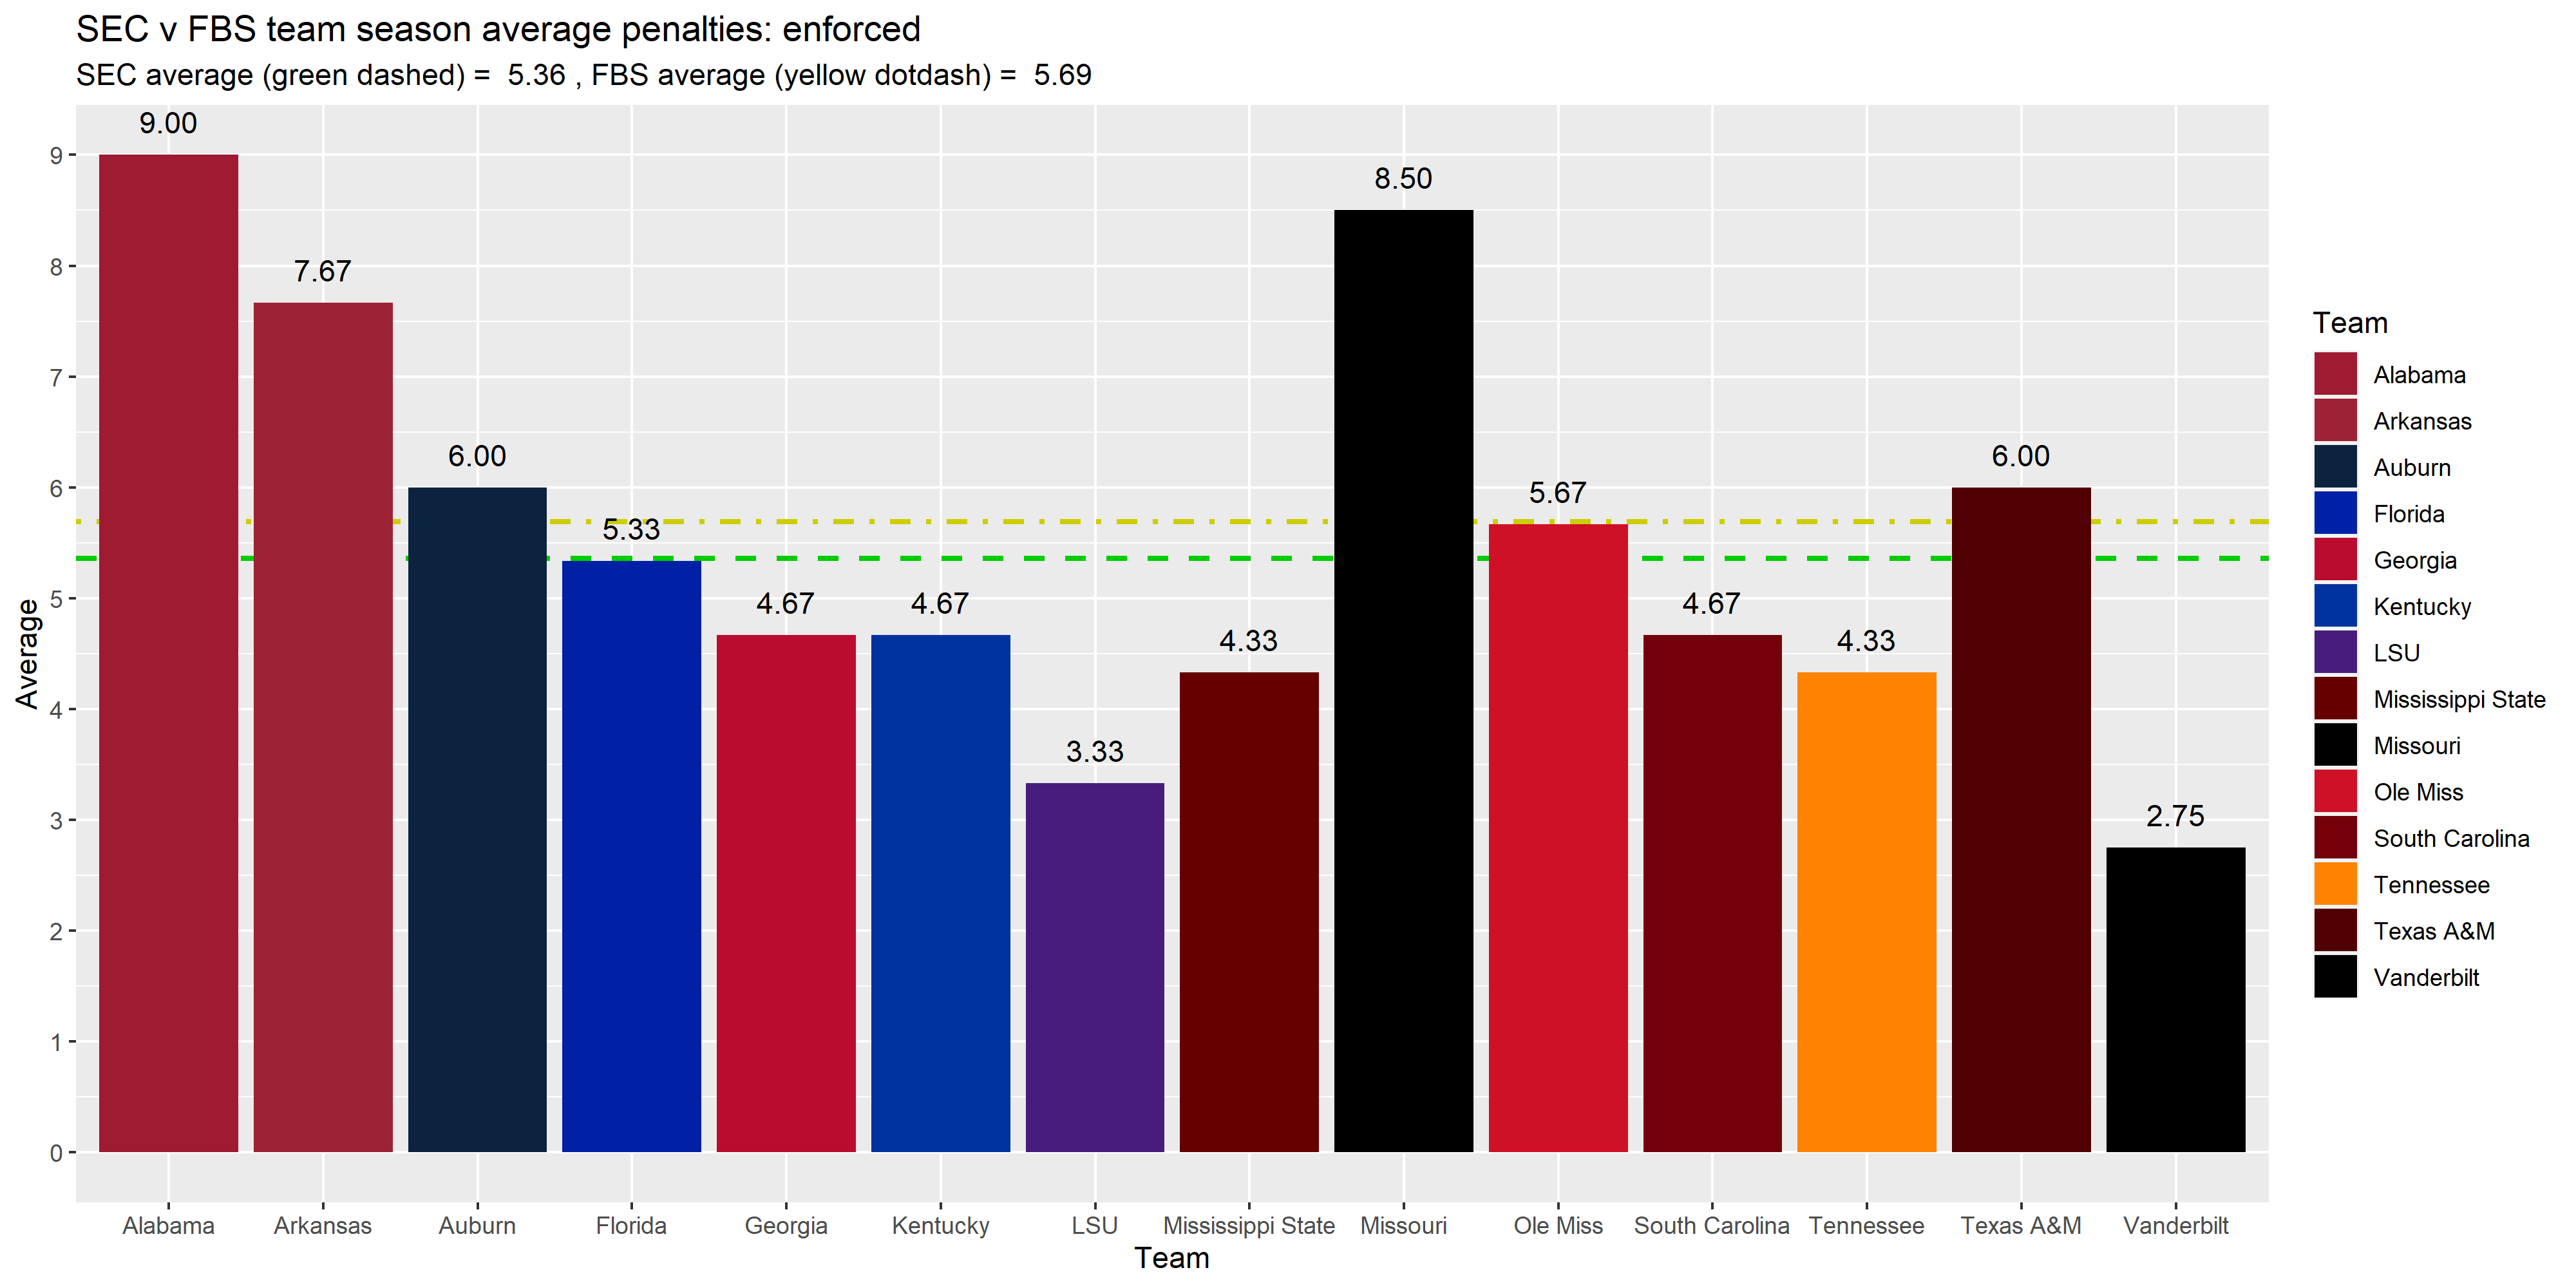 SEC v FBS team season average penalties: enforced
SEC average (green dashed) =  5.36 , FBS average (yellow dotdash) =  5.69
9.00
7.67
6.00
5.33
4.67
4.67
3.33
4.33
8.50
5.67
4.67
4.33
6.00
2.75
9
8
7
6
5
4
3
2
1
0
Average
Alabama
Arkansas
Auburn
Florida
Georgia
Kentucky
LSU
Mississippi State
Missouri
Ole Miss
South Carolina
Tennessee
Texas A&M
Vanderbilt
Team
Team
Alabama
Arkansas
Auburn
Florida
Georgia
Kentucky
LSU
Mississippi State
Missouri
Ole Miss
South Carolina
Tennessee
Texas A&M
Vanderbilt